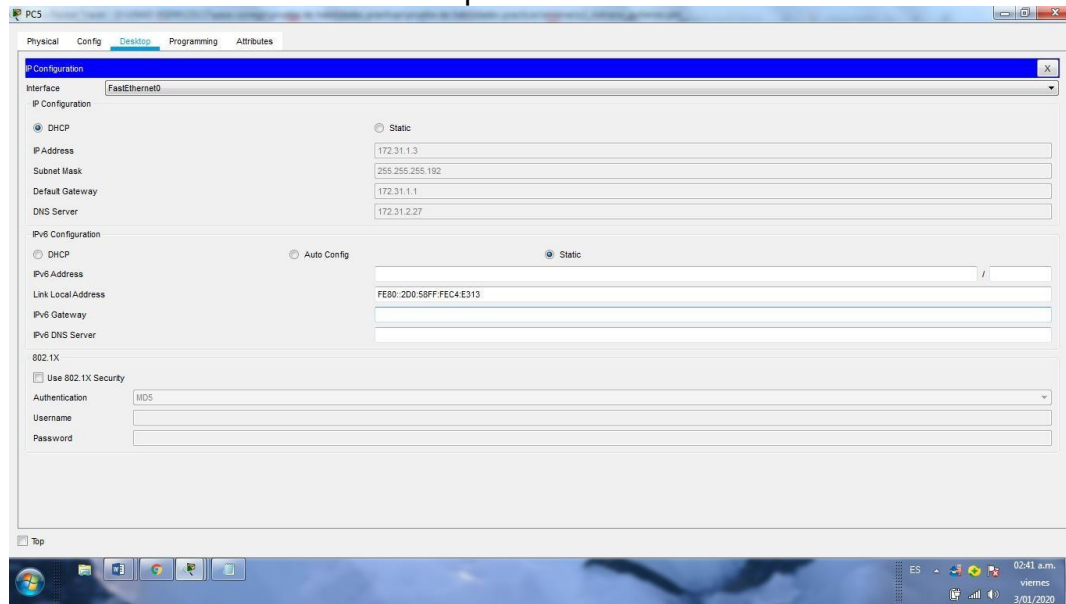 PC5
Physical Config Desktop Programming Attributes
IP Configuration X
Interface FastEthernet0
IP Configuration
DHCP Static
IP Address 172.31.1.3
Subnet Mask 255.255.255.192
Default Gateway 172.31.1.1
DNS Server 172.31.2.27
IPv6 Configuration
DHCP Auto Config Static
IPv6 Address /
Link Local Address FE80::2D0:58FF:FEC4:E313
IPv6 Gateway
IPv6 DNS Server
802.1X
Use 802.1X Security
Authentication MD5
Username
Password
Top
ES 02:41 a.m.
viernes
3/01/2020